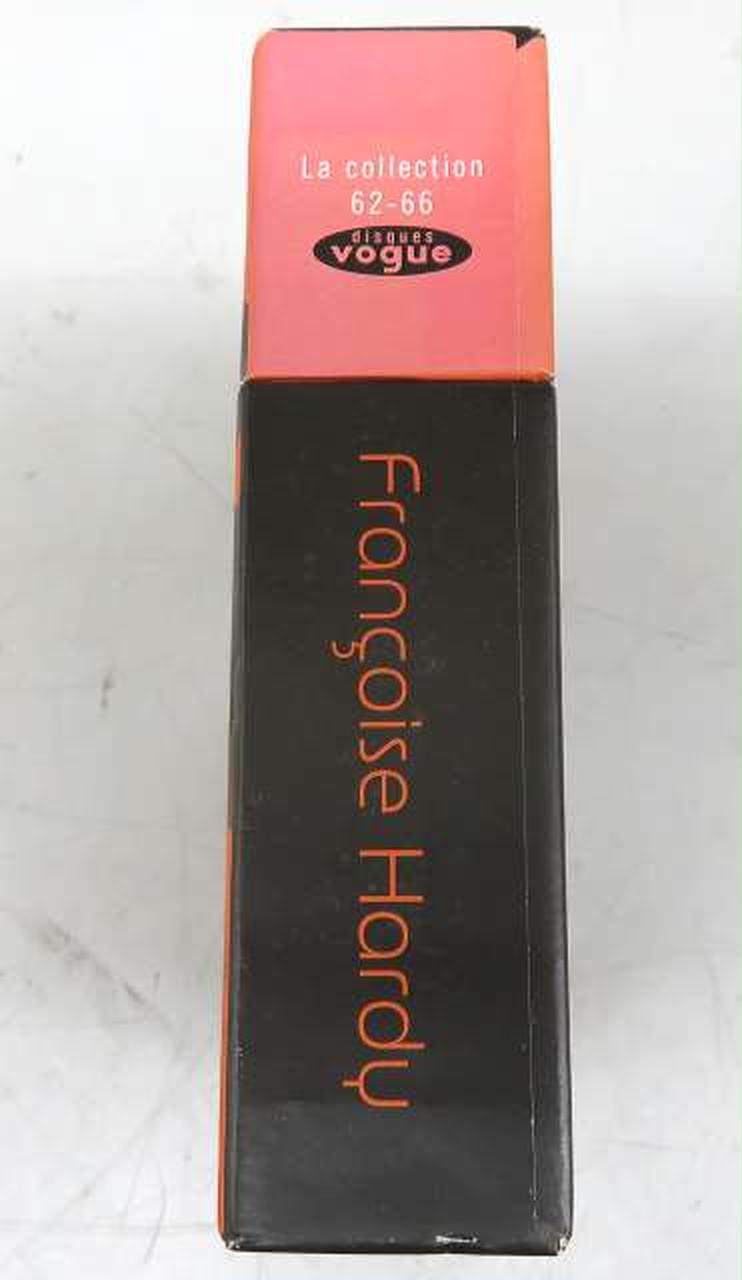 La collection
62-66
disques
vogue
Françoise Hardy